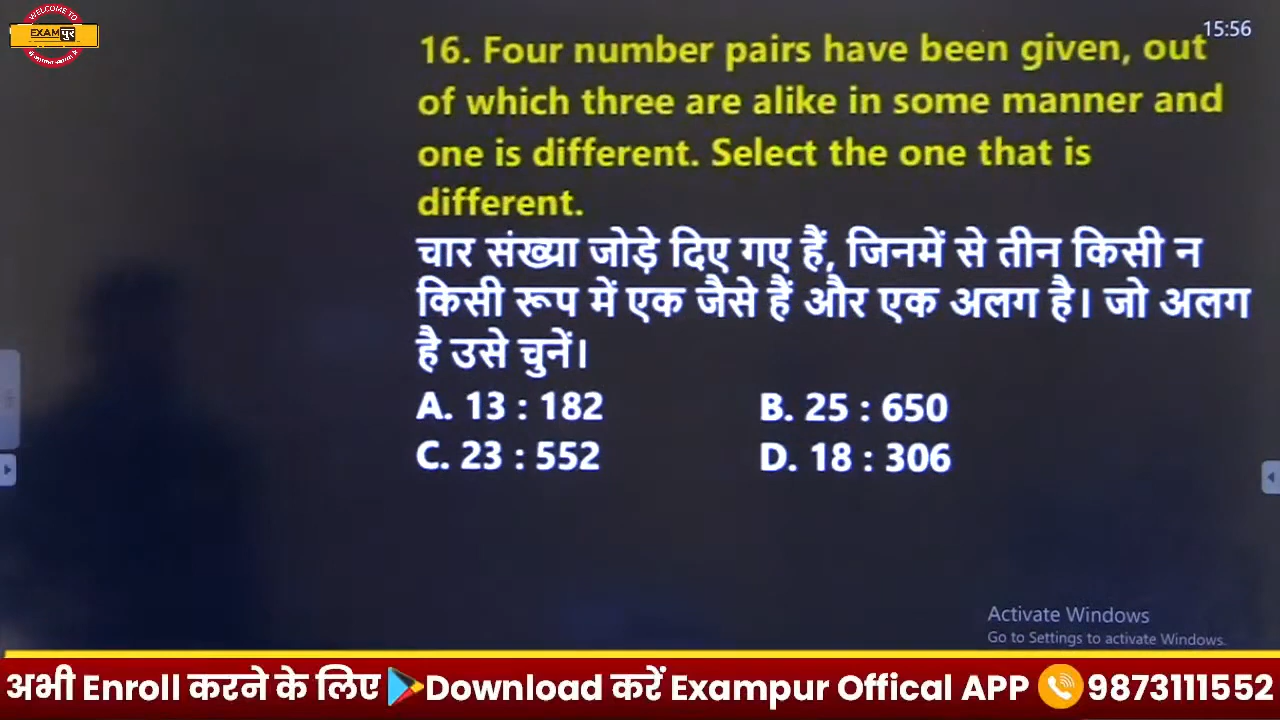 WELCOME TO
EXAMपुर
15:56
16. Four number pairs have been given, out
of which three are alike in some manner and
one is different. Select the one that is
different.
चार संख्या जोड़े दिए गए हैं, जिनमें से तीन किसी न
किसी रूप में एक जैसे हैं और एक अलग है। जो अलग
है उसे चुनें।
A. 13 : 182 B. 25 : 650
C. 23 : 552 D. 18 : 306
Activate Windows
Go to Settings to activate Windows.
अभी Enroll करने के लिए Download करें Exampur Offical APP 9873111552